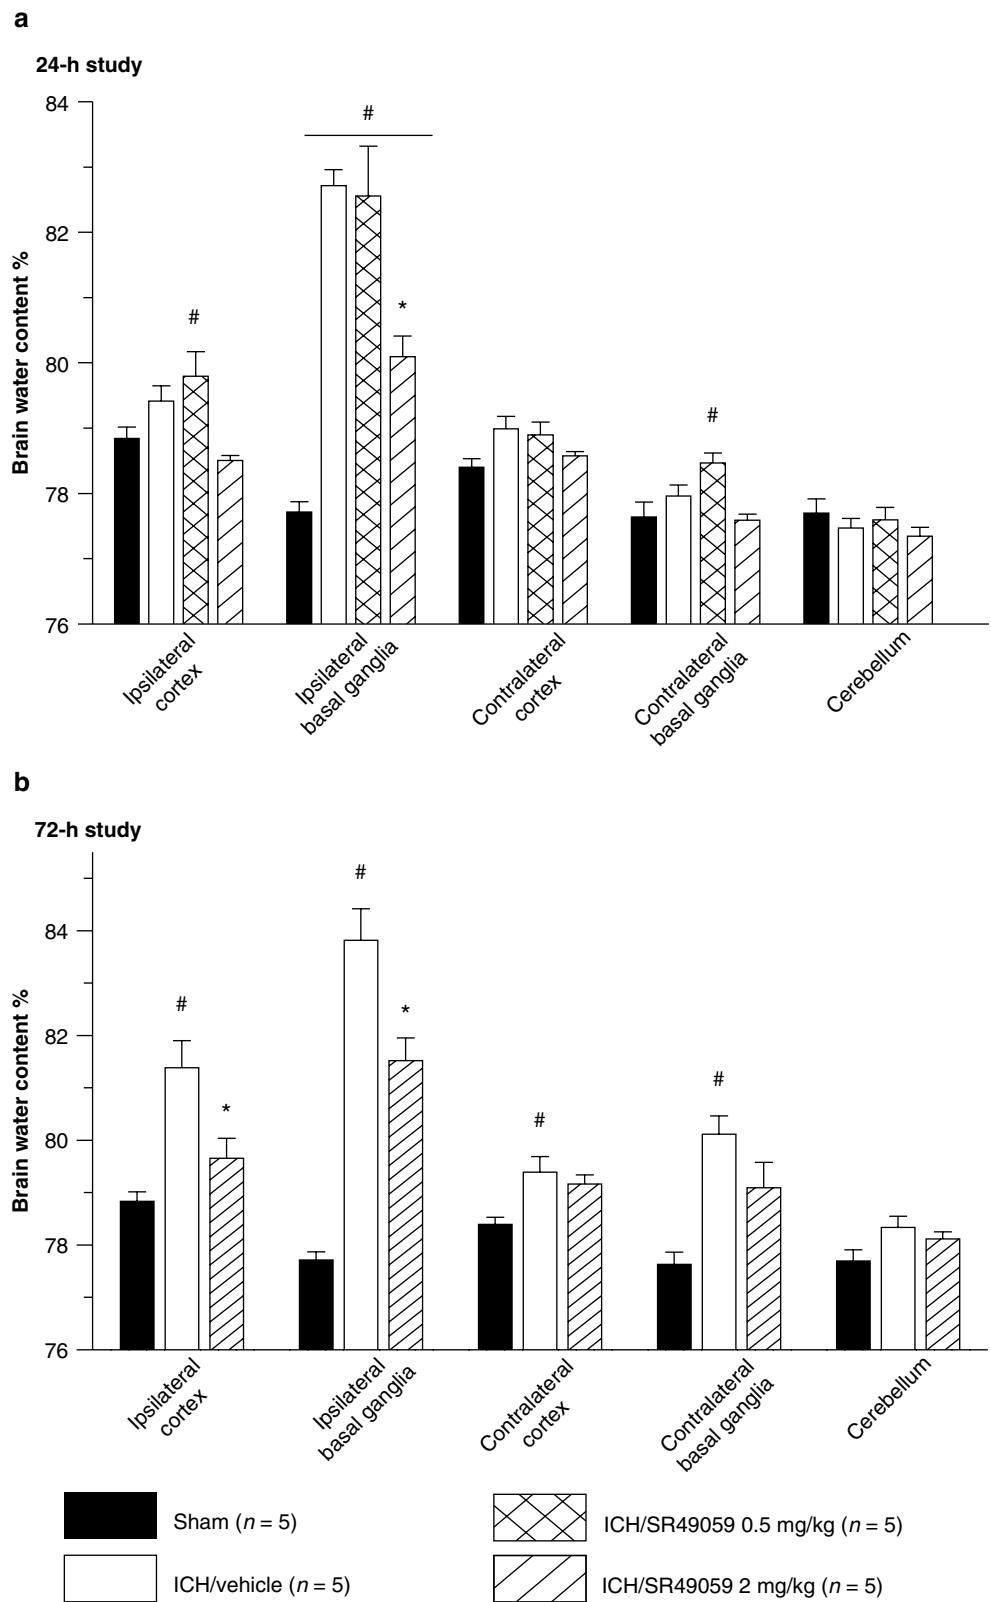 a
24-h study
84
82
80
78
76
Brain water content %
#
#
*
#
Ipsilateral
cortex
Ipsilateral
basal ganglia
Contralateral
cortex
Contralateral
basal ganglia
Cerebellum
b
72-h study
84
82
80
78
76
Brain water content %
#
*
#
*
#
#
Ipsilateral
cortex
Ipsilateral
basal ganglia
Contralateral
cortex
Contralateral
basal ganglia
Cerebellum
Sham (n = 5)
ICH/vehicle (n = 5)
ICH/SR49059 0.5 mg/kg (n = 5)
ICH/SR49059 2 mg/kg (n = 5)